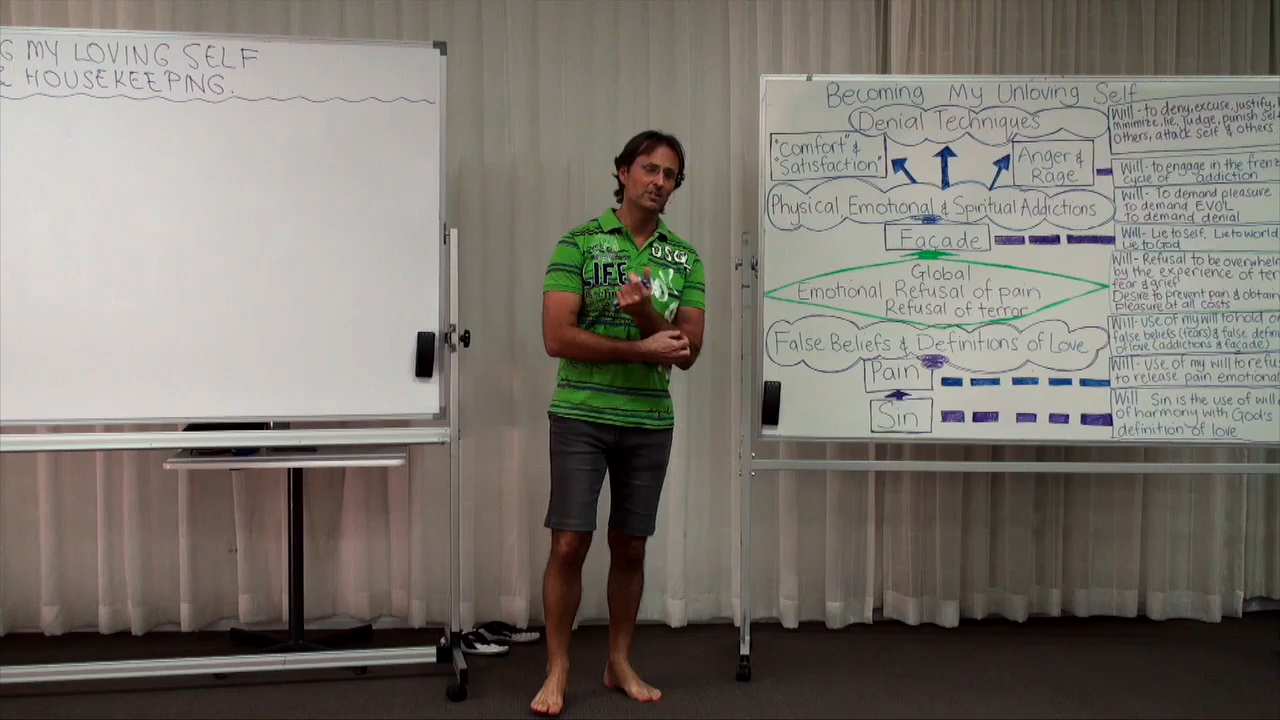 G MY LOVING SELF
& HOUSEKEEPING.
LIFE
Becoming My Unloving Self
Denial Techniques
"Comfort" &
"Satisfaction"
Anger &
Rage
Physical, Emotional & Spiritual Addictions
Façade
Global
Emotional Refusal of pain
Refusal of terror
False Beliefs & Definitions of Love
Pain
Sin
Will - to deny, excuse, justify,
minimize, lie, judge, punish self
others, attack self & others
Will - to engage in the frenz
cycle of addiction
Will - To demand pleasure
To demand EVOL
To demand denial
Will - Lie to self, Lie to world
Lie to God
Will - Refusal to be overwhelm
by the experience of ter
fear & grief
Desire to prevent pain & obtain
pleasure at all costs
Will - use of my will to hold on
false beliefs (fears) & false defin
of love (addictions & façade)
Will - use of my will to refu
to release pain emotional
Will Sin is the use of will
of harmony with God's
definition of love